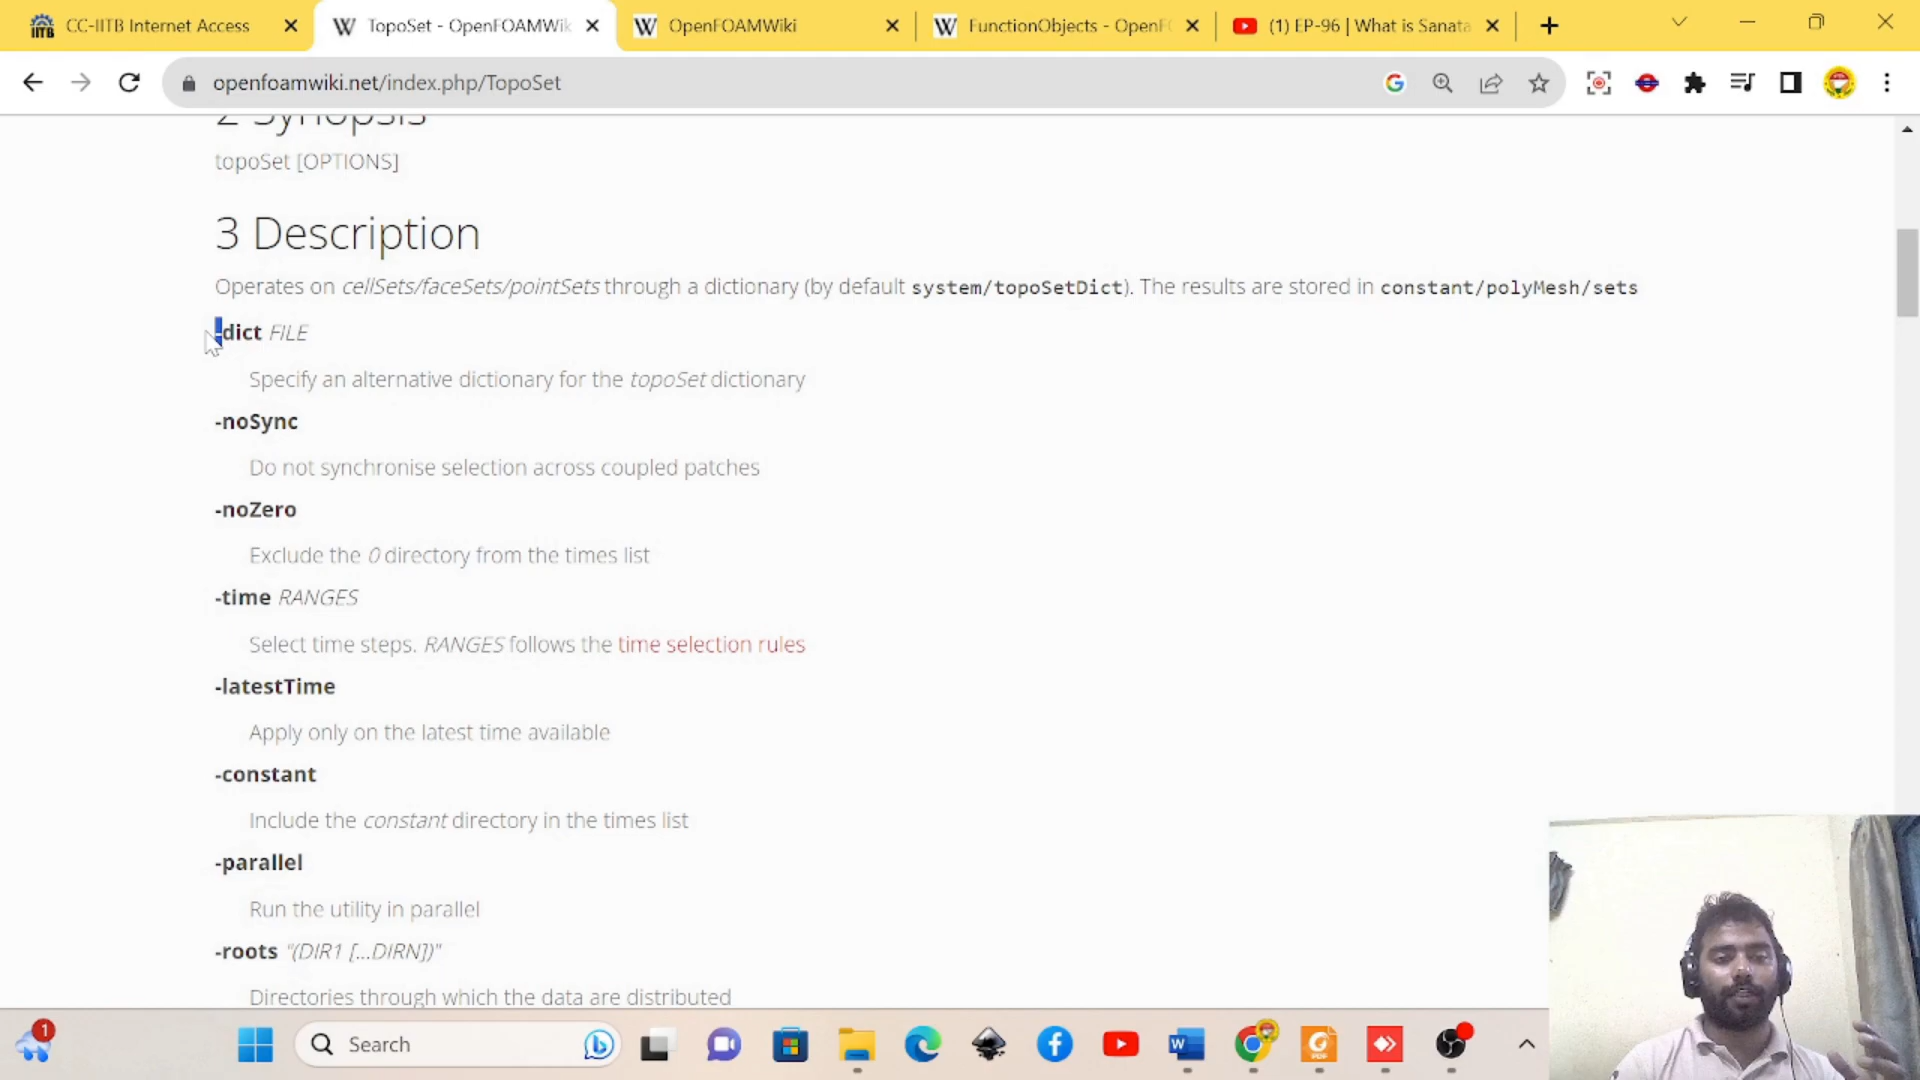 CC-IITB Internet Access
TopoSet - OpenFOAMWik
OpenFOAMWiki
FunctionObjects - OpenF
(1) EP-96 | What is Sanata
openfoamwiki.net/index.php/TopoSet
2 Synopsis
topoSet [OPTIONS]
3 Description
Operates on cellSets/faceSets/pointSets through a dictionary (by default system/topoSetDict). The results are stored in constant/polyMesh/sets
-dict FILE
Specify an alternative dictionary for the topoSet dictionary
-noSync
Do not synchronise selection across coupled patches
-noZero
Exclude the 0 directory from the times list
-time RANGES
Select time steps. RANGES follows the time selection rules
-latestTime
Apply only on the latest time available
-constant
Include the constant directory in the times list
-parallel
Run the utility in parallel
-roots "(DIR1 [...DIRN])"
Directories through which the data are distributed
1
Search